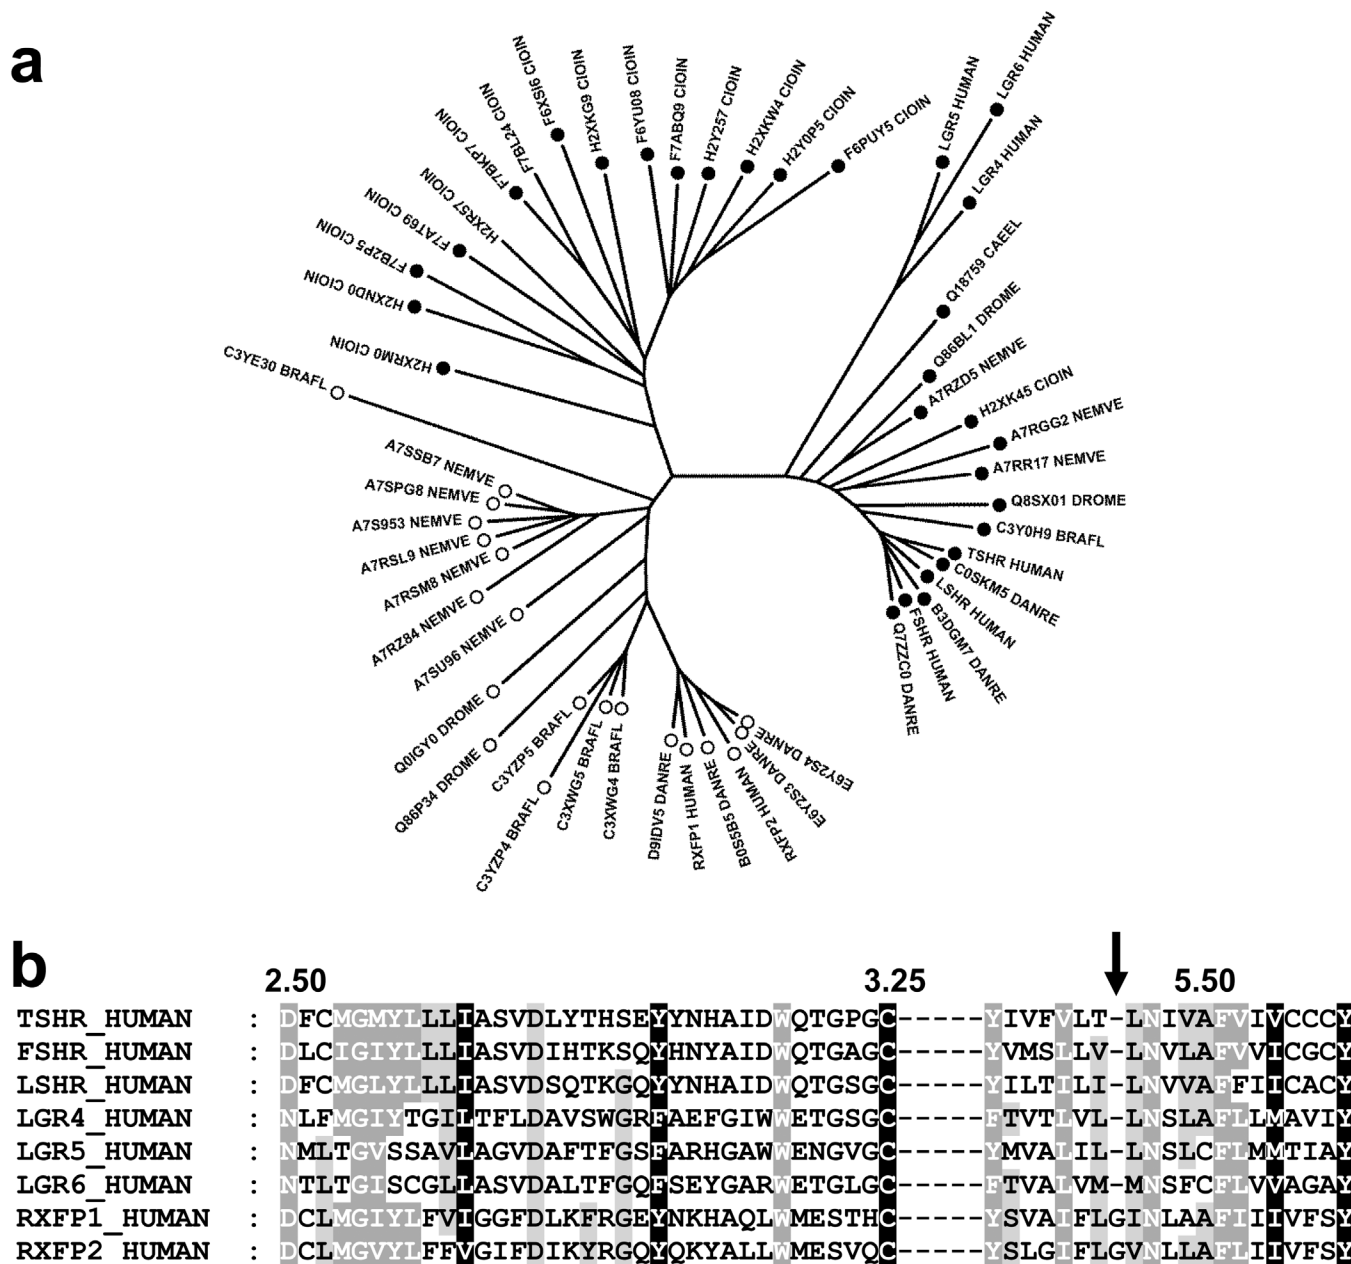 a
C3YE30 BRAFL
H2XRM0 CIOIN
H2XND0 CIOIN
F7B2P5 CIOIN
F7AT69 CIOIN
H2XR57 CIOIN
F7BKP7 CIOIN
F7BL24 CIOIN
F6XSI6 CIOIN
H2XKG9 CIOIN
F6YU08 CIOIN
F7ABQ9 CIOIN
H2Y257 CIOIN
H2XKW4 CIOIN
H2Y0P5 CIOIN
F6PUY5 CIOIN
LGR5 HUMAN
LGR6 HUMAN
LGR4 HUMAN
Q18759 CAEEL
Q86BL1 DROME
A7RZD5 NEMVE
H2XK45 CIOIN
A7RGG2 NEMVE
A7RR17 NEMVE
Q8SX01 DROME
C3Y0H9 BRAFL
TSHR HUMAN
C0SKM5 DANRE
LSHR HUMAN
B3DGM7 DANRE
FSHR HUMAN
Q7ZZC0 DANRE
E6Y2S4 DANRE
E6Y2S3 DANRE
RXFP2 HUMAN
B0S5B5 DANRE
RXFP1 HUMAN
D9IDV5 DANRE
C3XWG4 BRAFL
C3XWG5 BRAFL
C3YZP4 BRAFL
C3YZP5 BRAFL
Q86P34 DROME
Q0IGY0 DROME
A7SU96 NEMVE
A7RZ84 NEMVE
A7RSM8 NEMVE
A7RSL9 NEMVE
A7S953 NEMVE
A7SPG8 NEMVE
A7SSB7 NEMVE
b
2.50 3.25 5.50
TSHR_HUMAN : DFCMGMYLLLIASVDLYTHSEYYNHAIDWQTGPGC-----YIVFVLT-LNIVAFVIVCCCY
FSHR_HUMAN : DLCIGIYLLLIASVDIHTKSQYHNYAIDWQTGAGC-----YVMSLLV-LNVLAFVVICGCY
LSHR_HUMAN : DFCMGLYLLLIASVDSQTKGQYYNHAIDWQTGSGC-----YILTILI-LNVVAFFIICACY
LGR4_HUMAN : NLFMGIYTGILTFLDAVSWGRFAEFGIWWETGSGC-----FTVTLVL-LNSLAFLLMAVIY
LGR5_HUMAN : NMLTGVSSAVLAGVDAFTFGSFARHGAWWENGVGC-----YMVALIL-LNSLCFLMMTIAY
LGR6_HUMAN : NTLTGISCGLLASVDALTFGQFSEYGARWETGLGC-----FTVALVM-MNSFCFLVVAGAY
RXFP1_HUMAN : DCLMGIYLFVIGGFDLKFRGEYNKHAQLWMESTHC-----YSVAIFLGINLAAFIIIVFSY
RXFP2_HUMAN : DCLMGVYLFFVGIFDIKYRGQYQKYALLWMESVQC-----YSLGIFLGVNLLAFLIIVFSY